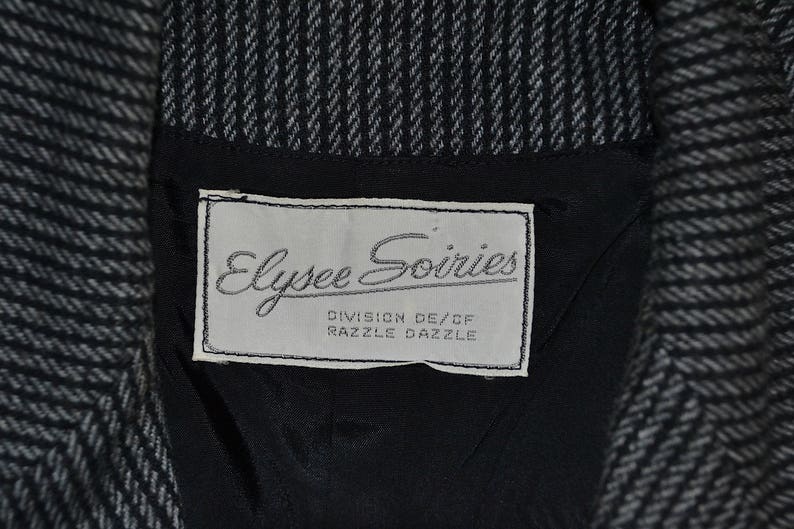 Elysee Soiries
DIVISION DE/OF
RAZZLE DAZZLE